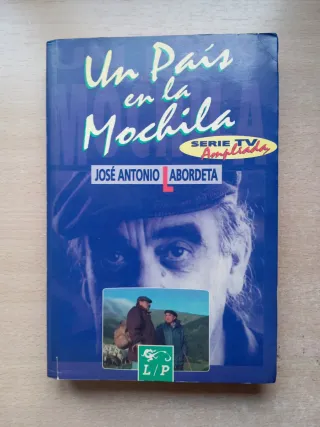 Un País
en la
Mochila
SERIE TV
Ampliada
JOSÉ ANTONIO LABORDETA
L/P